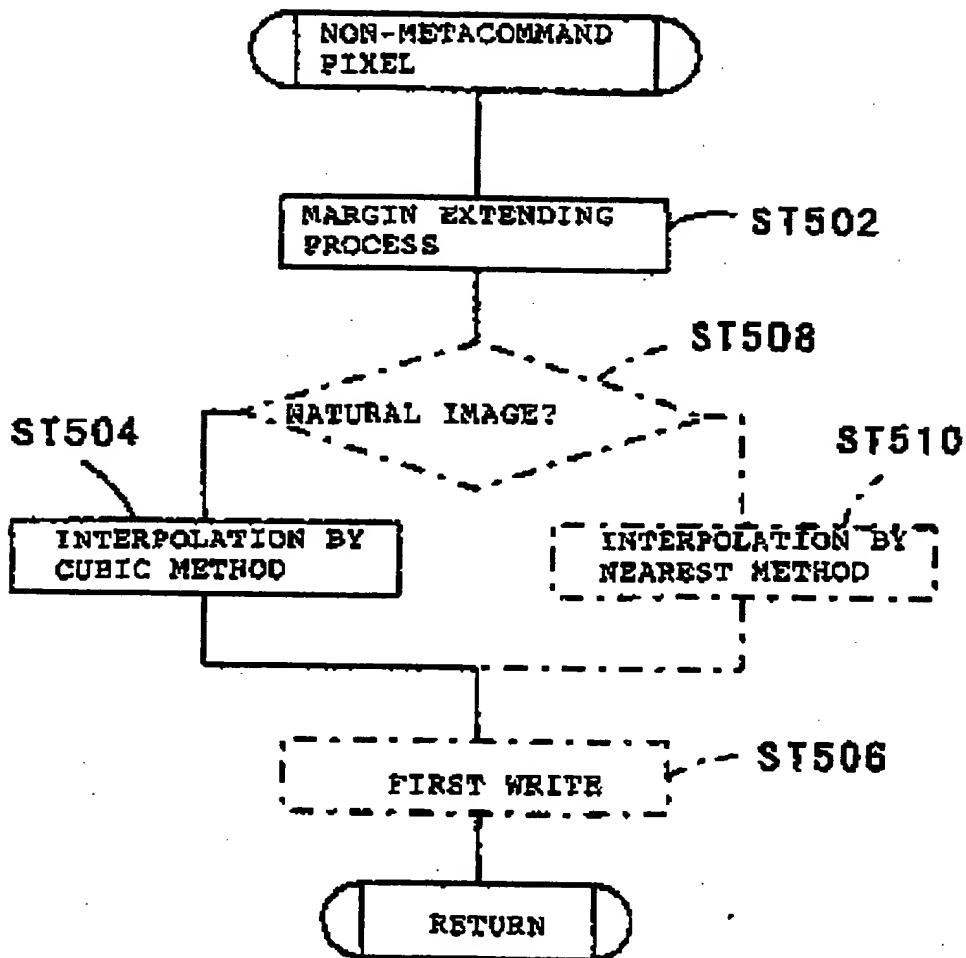 NON-METACOMMAND
PIXEL
MARGIN EXTENDING
PROCESS
ST502
ST508
NATURAL IMAGE?
ST504
ST510
INTERPOLATION BY
CUBIC METHOD
INTERPOLATION BY
NEAREST METHOD
ST506
FIRST WRITE
RETURN